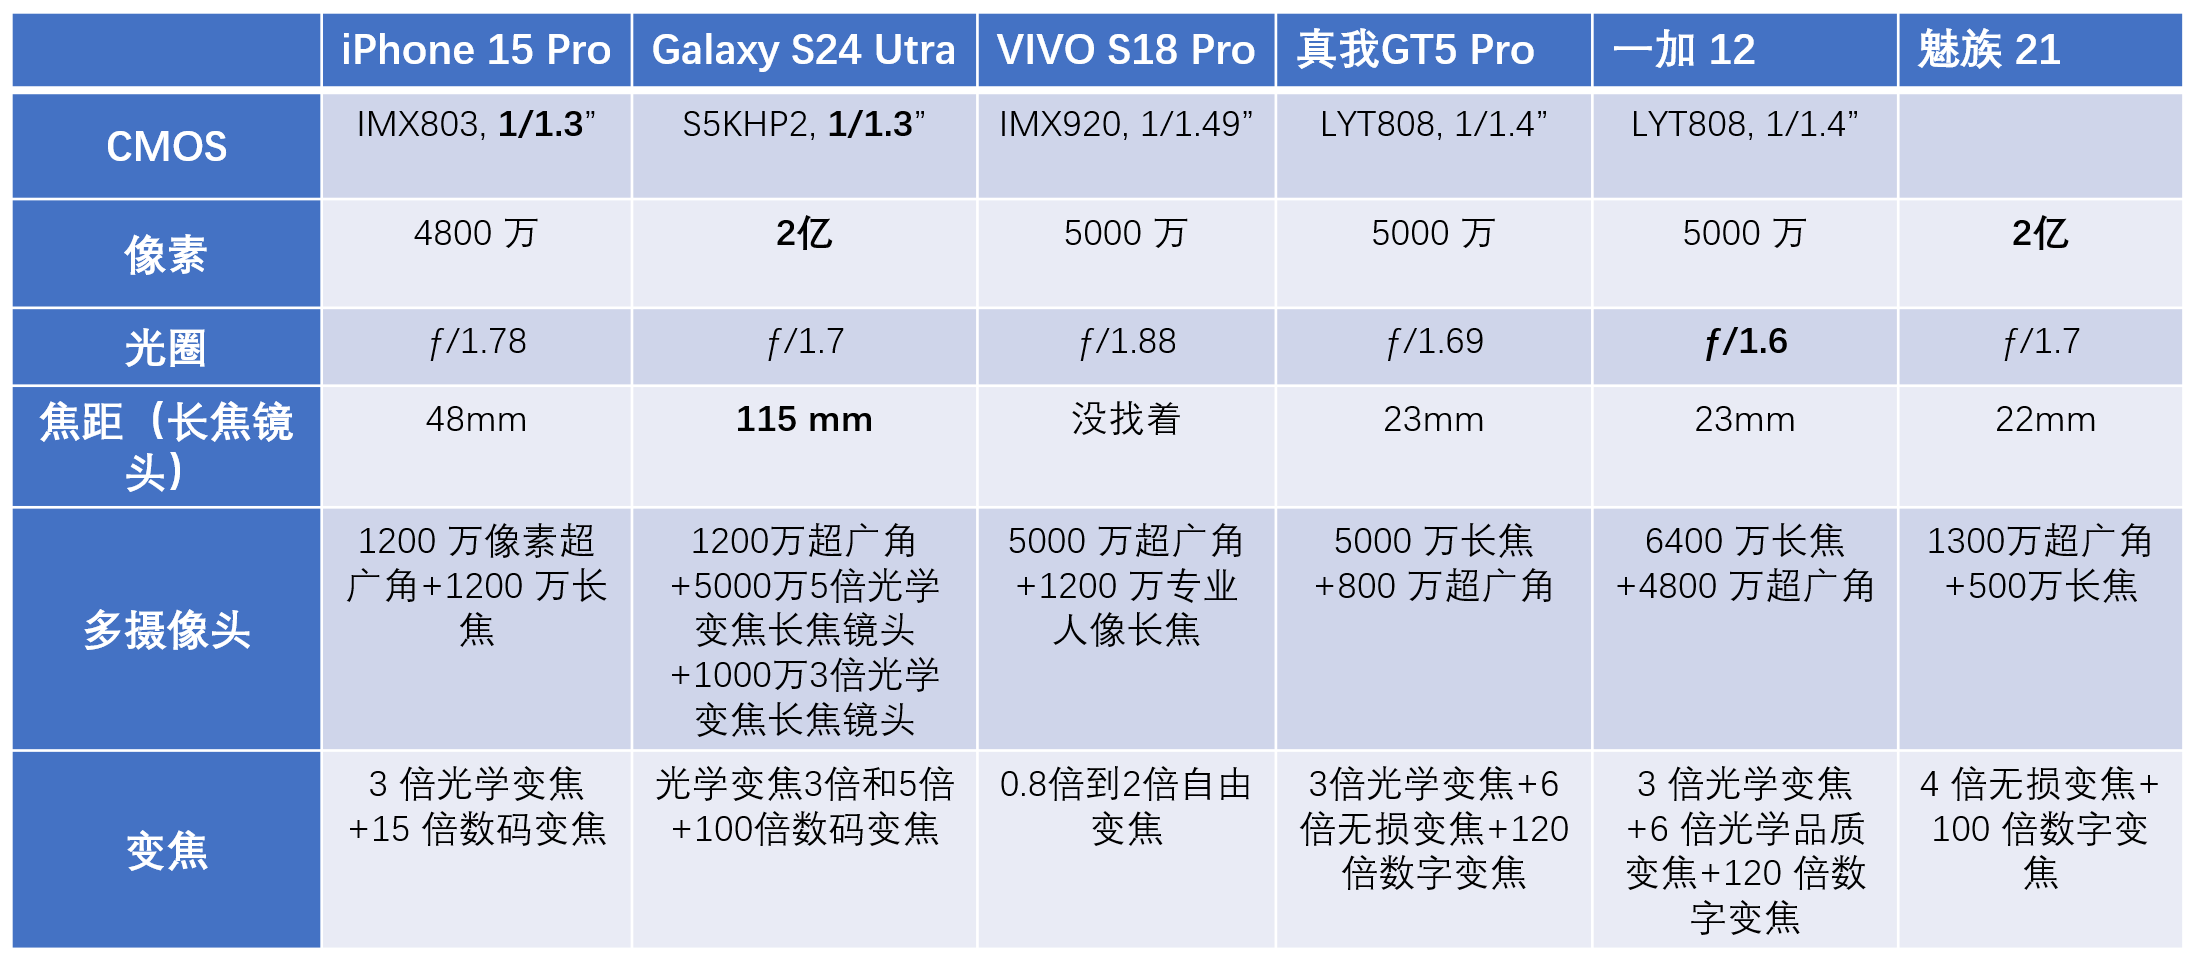 iPhone 15 Pro
Galaxy S24 Utra
VIVO S18 Pro
真我GT5 Pro
一加 12
魅族 21
CMOS
IMX803, 1/1.3”
S5KHP2, 1/1.3”
IMX920, 1/1.49”
LYT808, 1/1.4”
LYT808, 1/1.4”
像素
4800 万
2亿
5000 万
5000 万
5000 万
2亿
光圈
ƒ/1.78
ƒ/1.7
ƒ/1.88
ƒ/1.69
ƒ/1.6
ƒ/1.7
焦距（长焦镜
头）
48mm
115 mm
没找着
23mm
23mm
22mm
多摄像头
1200 万像素超
广角+1200 万长
焦
1200万超广角
+5000万5倍光学
变焦长焦镜头
+1000万3倍光学
变焦长焦镜头
5000 万超广角
+1200 万专业
人像长焦
5000 万长焦
+800 万超广角
6400 万长焦
+4800 万超广角
1300万超广角
+500万长焦
变焦
3 倍光学变焦
+15 倍数码变焦
光学变焦3倍和5倍
+100倍数码变焦
0.8倍到2倍自由
变焦
3倍光学变焦+6
倍无损变焦+120
倍数字变焦
3 倍光学变焦
+6 倍光学品质
变焦+120 倍数
字变焦
4 倍无损变焦+
100 倍数字变
焦